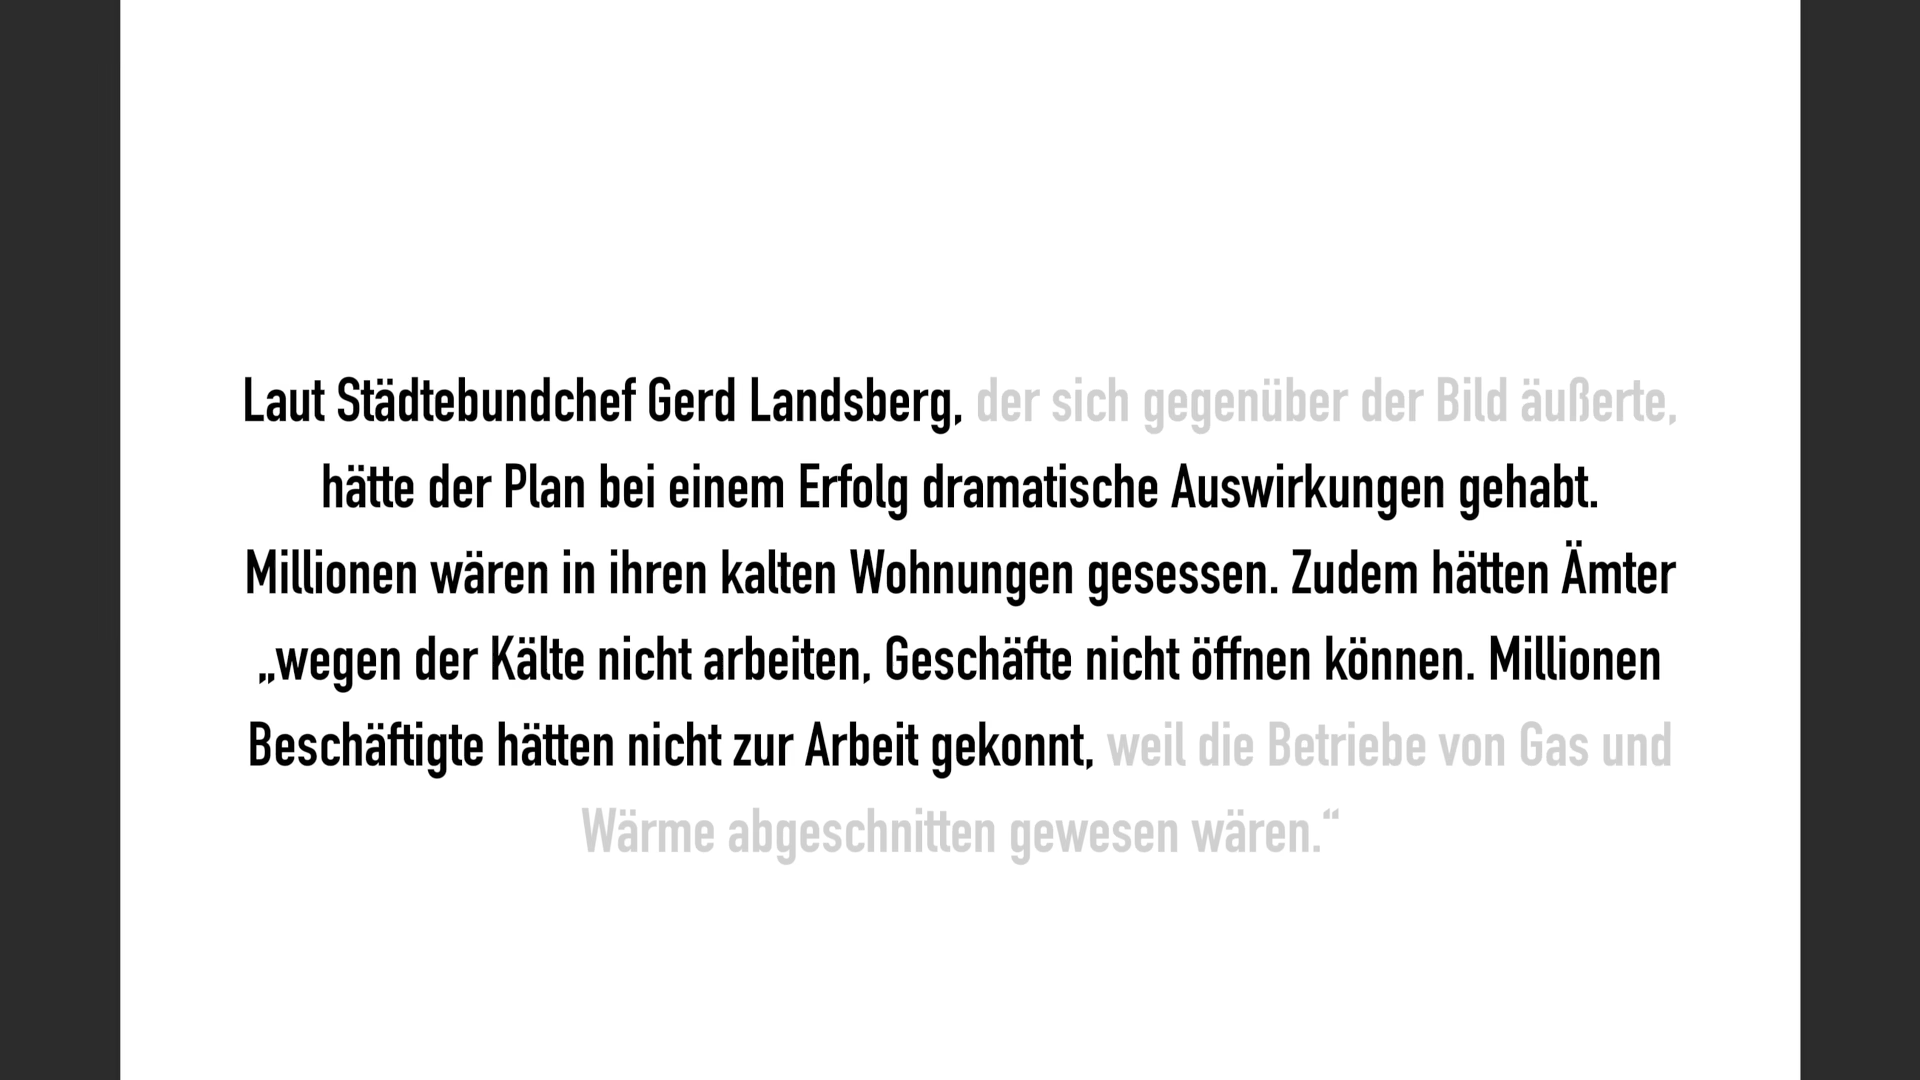 Laut Städtebundchef Gerd Landsberg, der sich gegenüber der Bild äußerte,
hätte der Plan bei einem Erfolg dramatische Auswirkungen gehabt.
Millionen wären in ihren kalten Wohnungen gesessen. Zudem hätten Ämter
„wegen der Kälte nicht arbeiten, Geschäfte nicht öffnen können. Millionen
Beschäftigte hätten nicht zur Arbeit gekonnt, weil die Betriebe von Gas und
Wärme abgeschnitten gewesen wären.“